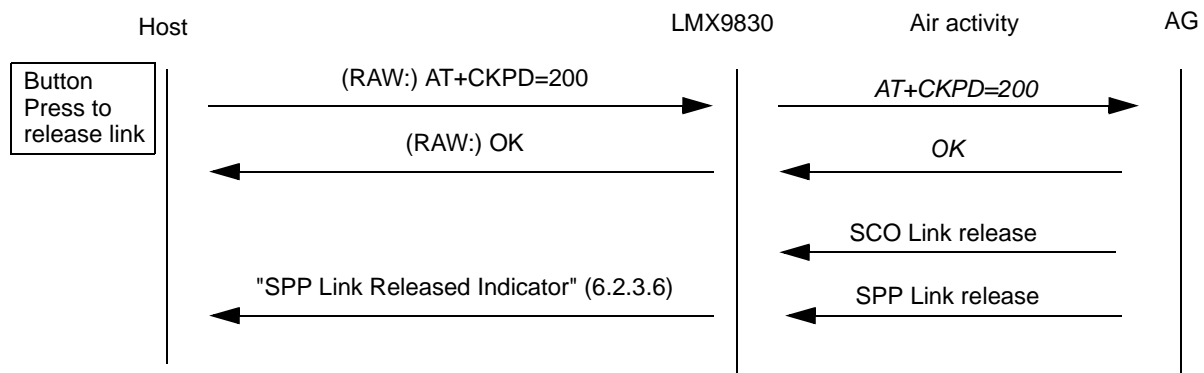 Host
LMX9830
Air activity
AG
Button
Press to
release link
(RAW:) AT+CKPD=200
AT+CKPD=200
(RAW:) OK
OK
SCO Link release
"SPP Link Released Indicator" (6.2.3.6)
SPP Link release